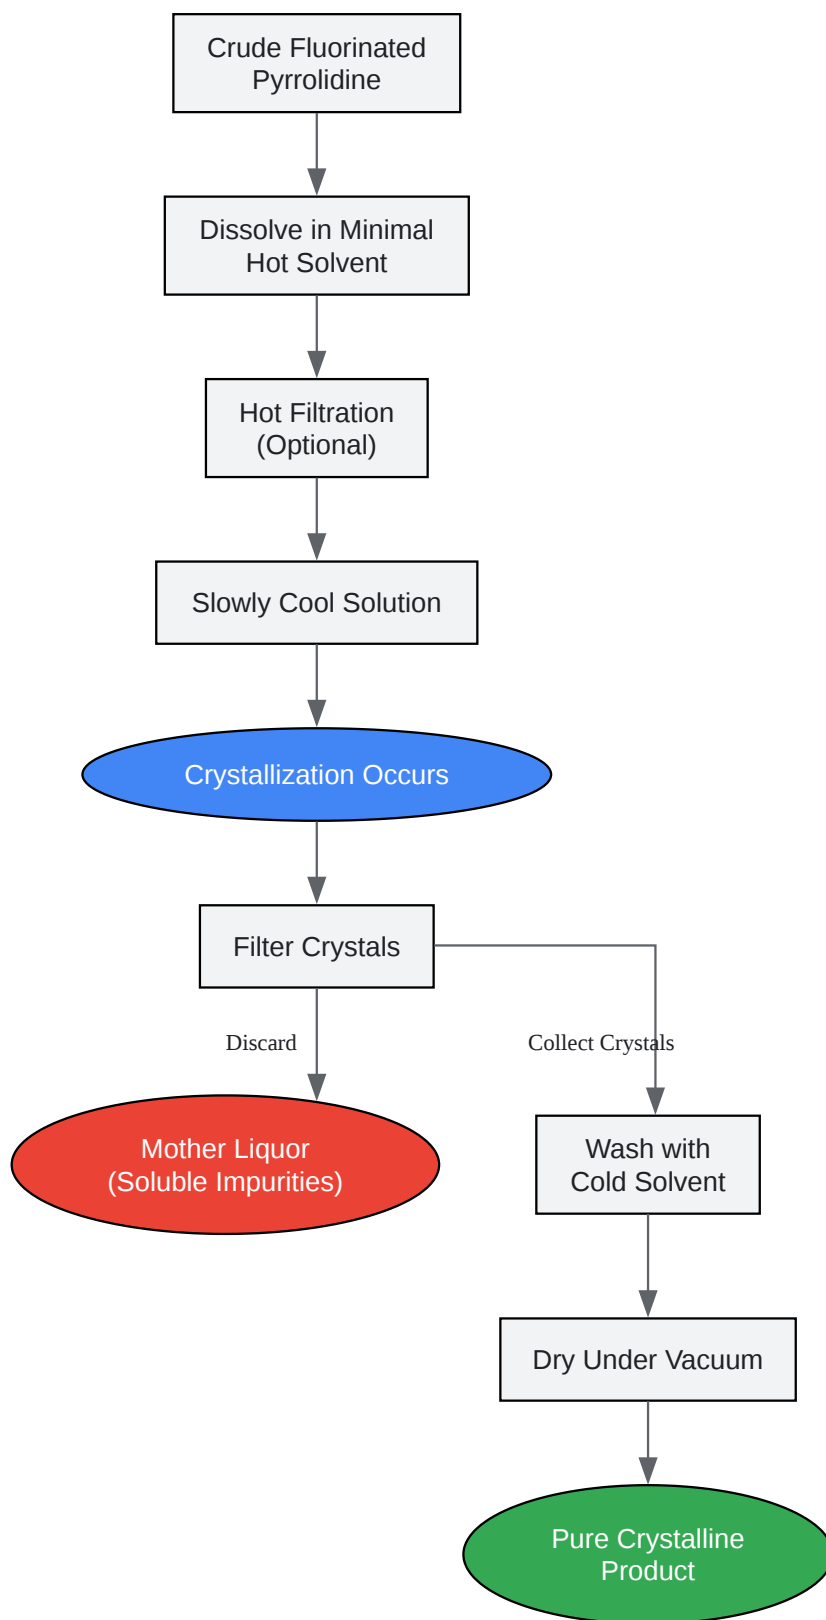 Crude Fluorinated
Pyrrolidine
Dissolve in Minimal
Hot Solvent
Hot Filtration
(Optional)
Slowly Cool Solution
Crystallization Occurs
Filter Crystals
Discard
Collect Crystals
Mother Liquor
(Soluble Impurities)
Wash with
Cold Solvent
Dry Under Vacuum
Pure Crystalline
Product